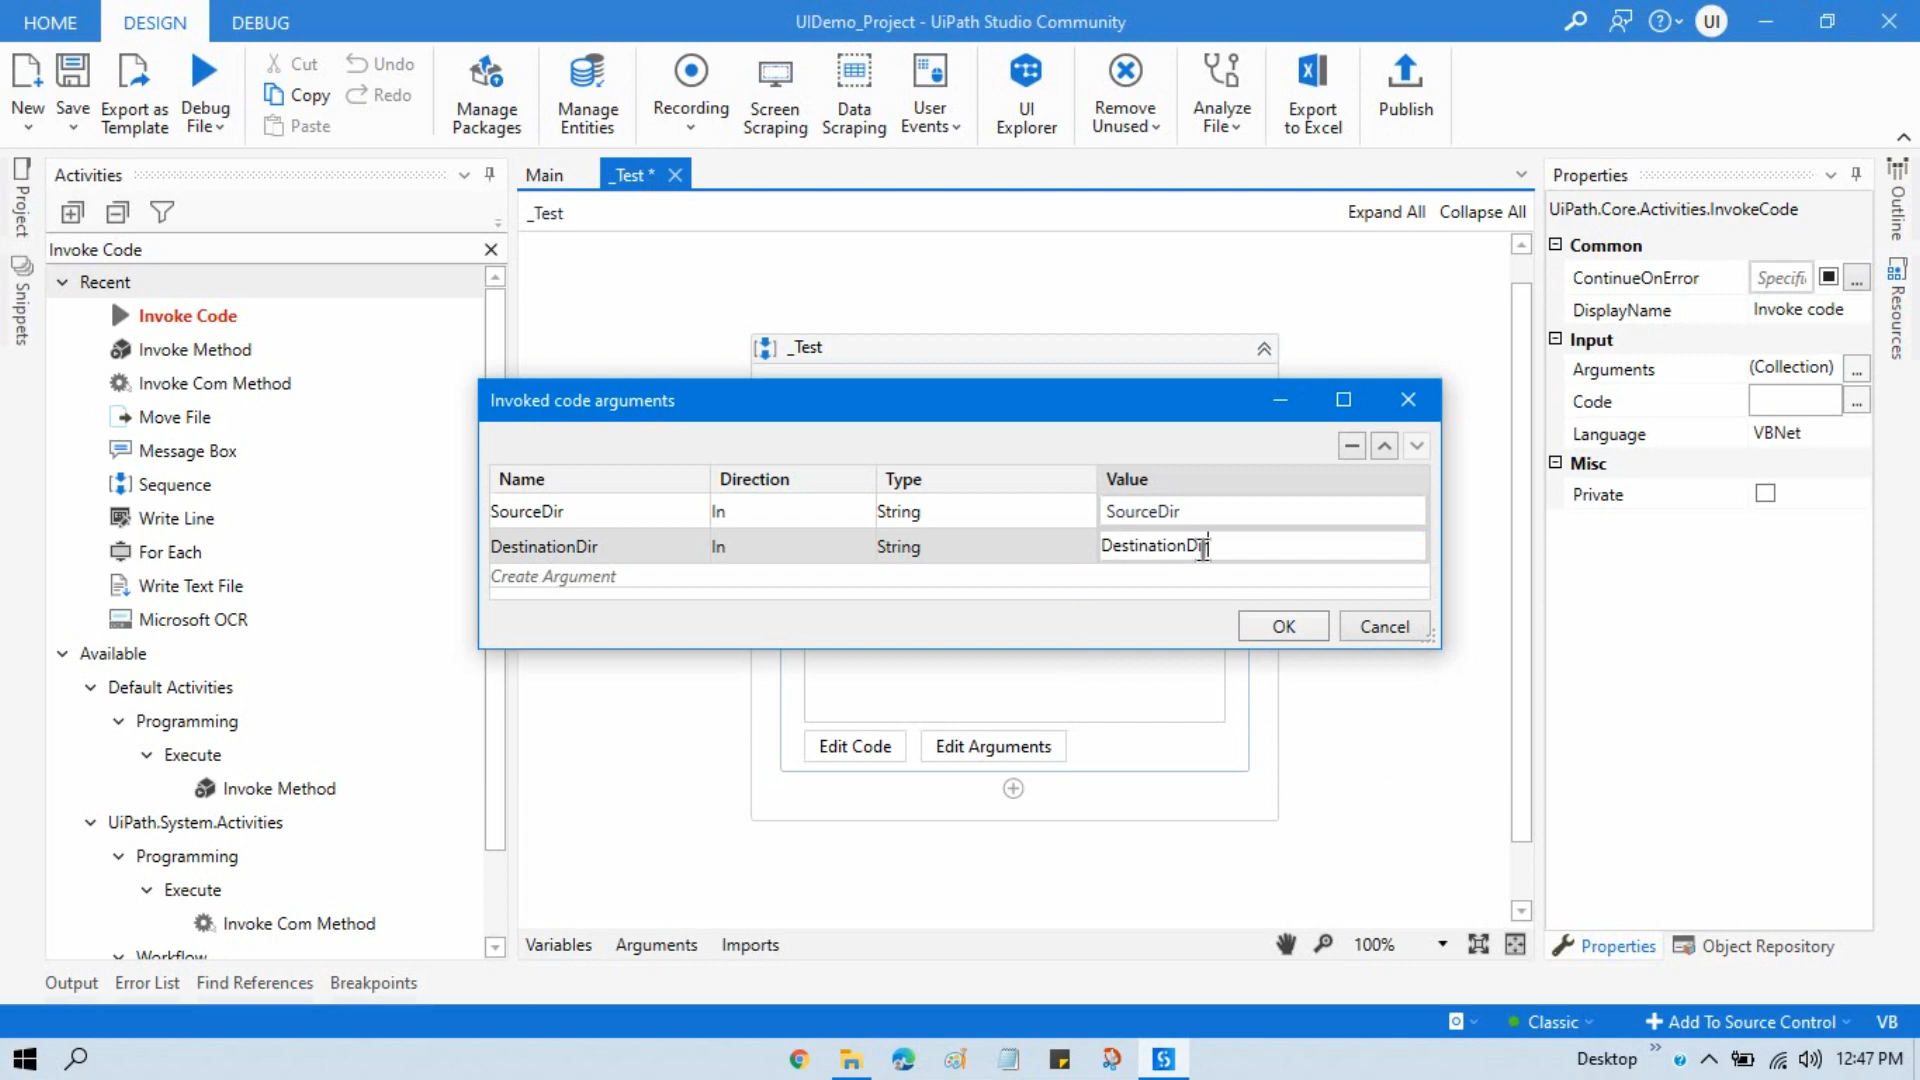 HOME
DESIGN
DEBUG
UIDemo_Project - UiPath Studio Community
UI
New
Save
Export as Template
Debug File
Cut
Copy
Paste
Undo
Redo
Manage Packages
Manage Entities
Recording
Screen Scraping
Data Scraping
User Events
UI Explorer
Remove Unused
Analyze File
Export to Excel
Publish
Project
Snippets
Activities
Invoke Code
Recent
Invoke Code
Invoke Method
Invoke Com Method
Move File
Message Box
Sequence
Write Line
For Each
Write Text File
Microsoft OCR
Available
Default Activities
Programming
Execute
Invoke Method
UiPath.System.Activities
Programming
Execute
Invoke Com Method
Workflow
Main
_Test *
_Test
Expand All
Collapse All
_Test
Invoked code arguments
Name Direction Type Value
SourceDir In String SourceDir
DestinationDir In String DestinationDir
Create Argument
OK
Cancel
Edit Code
Edit Arguments
Variables
Arguments
Imports
100%
Properties
UiPath.Core.Activities.InvokeCode
Common
ContinueOnError
Specifi
...
DisplayName Invoke code
Input
Arguments (Collection) ...
Code ...
Language VBNet
Misc
Private
Properties
Object Repository
Outline
Resources
Output
Error List
Find References
Breakpoints
Classic
Add To Source Control
VB
Desktop
12:47 PM